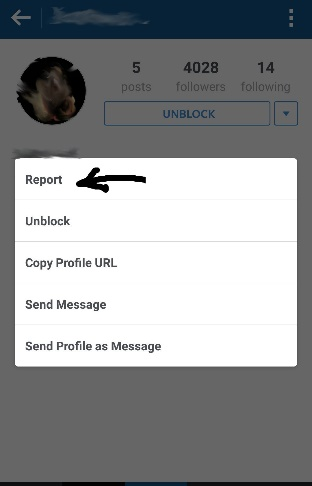 5 4028 14
posts followers following
UNBLOCK
Report
Unblock
Copy Profile URL
Send Message
Send Profile as Message